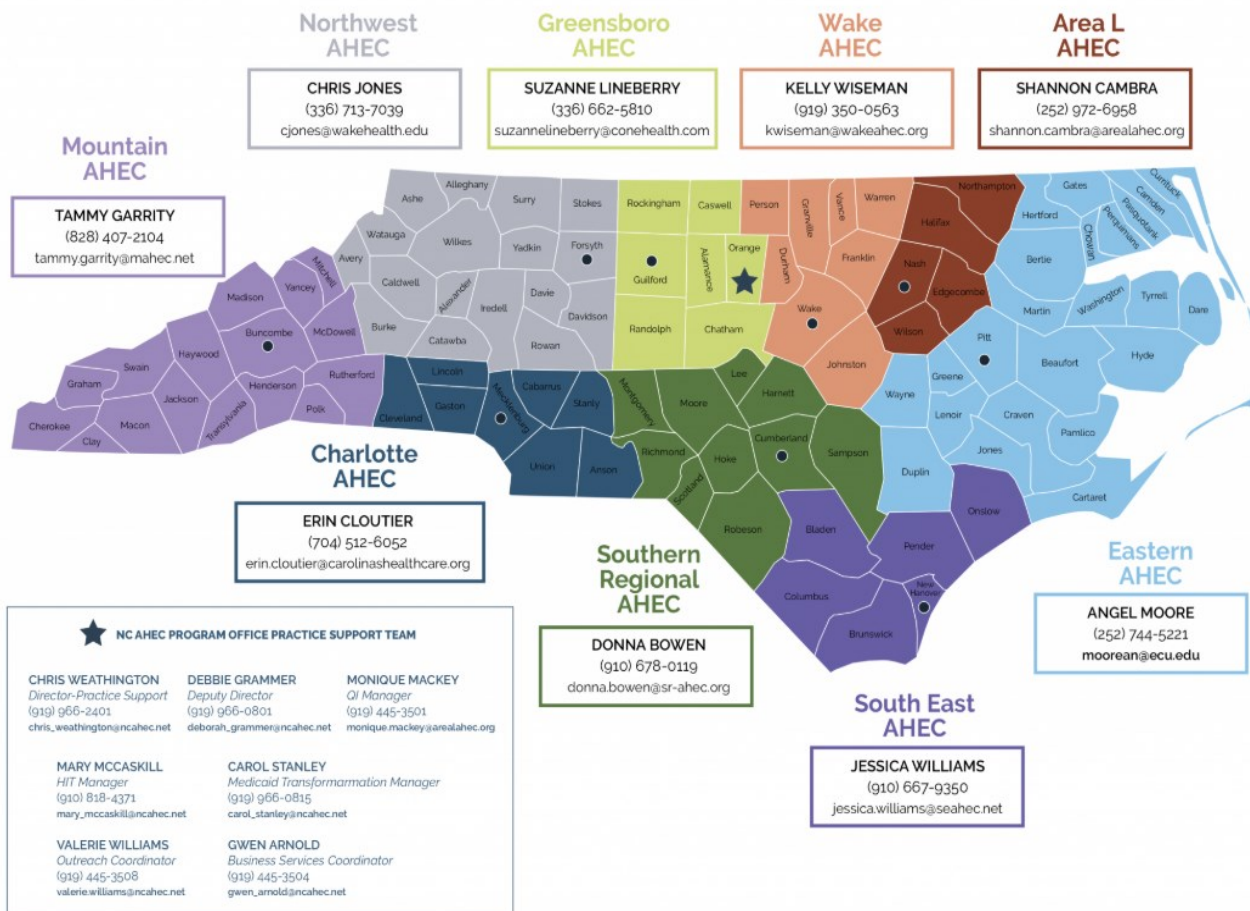 Northwest
AHEC
CHRIS JONES
(336) 713-7039
cjones@wakehealth.edu
Greensboro
AHEC
SUZANNE LINEBERRY
(336) 662-5810
suzannelineberry@conehealth.com
Wake
AHEC
KELLY WISEMAN
(919) 350-0563
kwiseman@wakeahec.org
Area L
AHEC
SHANNON CAMBRA
(252) 972-6958
shannon.cambra@arealahec.org
Mountain
AHEC
TAMMY GARRITY
(828) 407-2104
tammy.garrity@mahec.net
Cherokee
Graham
Clay
Macon
Swain
Jackson
Haywood
Transylvania
Henderson
Buncombe
Madison
Yancey
Mitchell
McDowell
Polk
Rutherford
Ashe
Alleghany
Surry
Stokes
Watauga
Wilkes
Yadkin
Forsyth
Avery
Caldwell
Alexander
Iredell
Davie
Davidson
Burke
Catawba
Rowan
Rockingham
Caswell
Guilford
Alamance
Orange
Randolph
Chatham
Person
Granville
Vance
Warren
Durham
Franklin
Wake
Johnston
Northampton
Halifax
Nash
Edgecombe
Wilson
Gates
Hertford
Currituck
Camden
Pasquotank
Perquimans
Chowan
Bertie
Martin
Washington
Tyrrell
Dare
Pitt
Beaufort
Hyde
Greene
Wayne
Lenoir
Craven
Pamlico
Jones
Duplin
Cartaret
Cleveland
Lincoln
Gaston
Mecklenburg
Cabarrus
Stanly
Union
Anson
Montgomery
Moore
Lee
Harnett
Richmond
Scotland
Hoke
Cumberland
Sampson
Robeson
Bladen
Columbus
Brunswick
New
Hanover
Pender
Onslow
Charlotte
AHEC
ERIN CLOUTIER
(704) 512-6052
erin.cloutier@carolinashealthcare.org
Southern
Regional
AHEC
DONNA BOWEN
(910) 678-0119
donna.bowen@sr-ahec.org
Eastern
AHEC
ANGEL MOORE
(252) 744-5221
moorean@ecu.edu
South East
AHEC
JESSICA WILLIAMS
(910) 667-9350
jessica.williams@seahec.net
NC AHEC PROGRAM OFFICE PRACTICE SUPPORT TEAM
CHRIS WEATHINGTON
Director-Practice Support
(919) 966-2401
chris_weathington@ncahec.net
DEBBIE GRAMMER
Deputy Director
(919) 966-0801
deborah_grammer@ncahec.net
MONIQUE MACKEY
QI Manager
(919) 445-3501
monique.mackey@arealahec.org
MARY MCCASKILL
HIT Manager
(910) 818-4371
mary_mccaskill@ncahec.net
CAROL STANLEY
Medicaid Transformarmation Manager
(919) 966-0815
carol_stanley@ncahec.net
VALERIE WILLIAMS
Outreach Coordinator
(919) 445-3508
valerie.williams@ncahec.net
GWEN ARNOLD
Business Services Coordinator
(919) 445-3504
gwen_arnold@ncahec.net